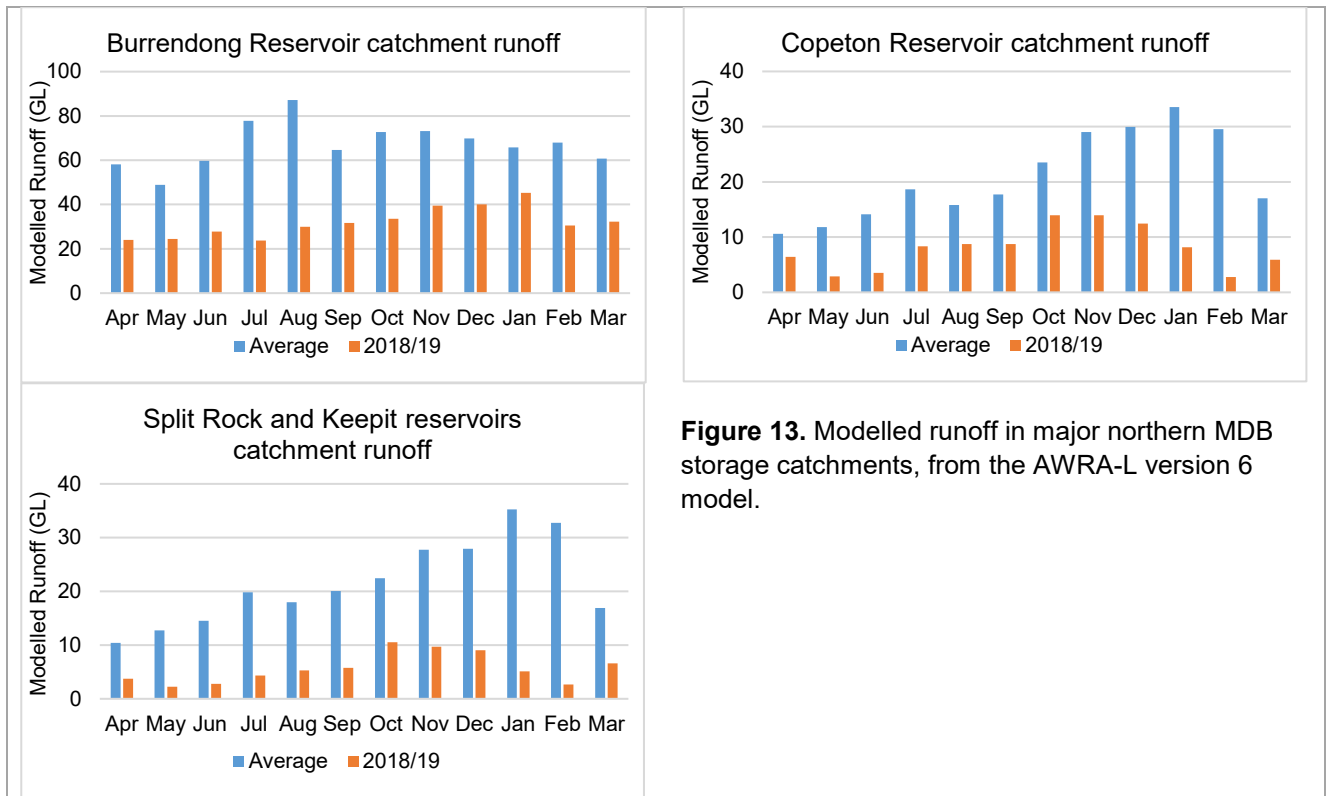 Burrendong Reservoir catchment runoff
Modelled Runoff (GL)
100
80
60
40
20
0
Apr May Jun Jul Aug Sep Oct Nov Dec Jan Feb Mar
Average 2018/19
Copeton Reservoir catchment runoff
Modelled Runoff (GL)
40
30
20
10
0
Apr May Jun Jul Aug Sep Oct Nov Dec Jan Feb Mar
Average 2018/19
Split Rock and Keepit reservoirs
catchment runoff
Modelled Runoff (GL)
40
30
20
10
0
Apr May Jun Jul Aug Sep Oct Nov Dec Jan Feb Mar
Average 2018/19
Figure 13. Modelled runoff in major northern MDB
storage catchments, from the AWRA-L version 6
model.